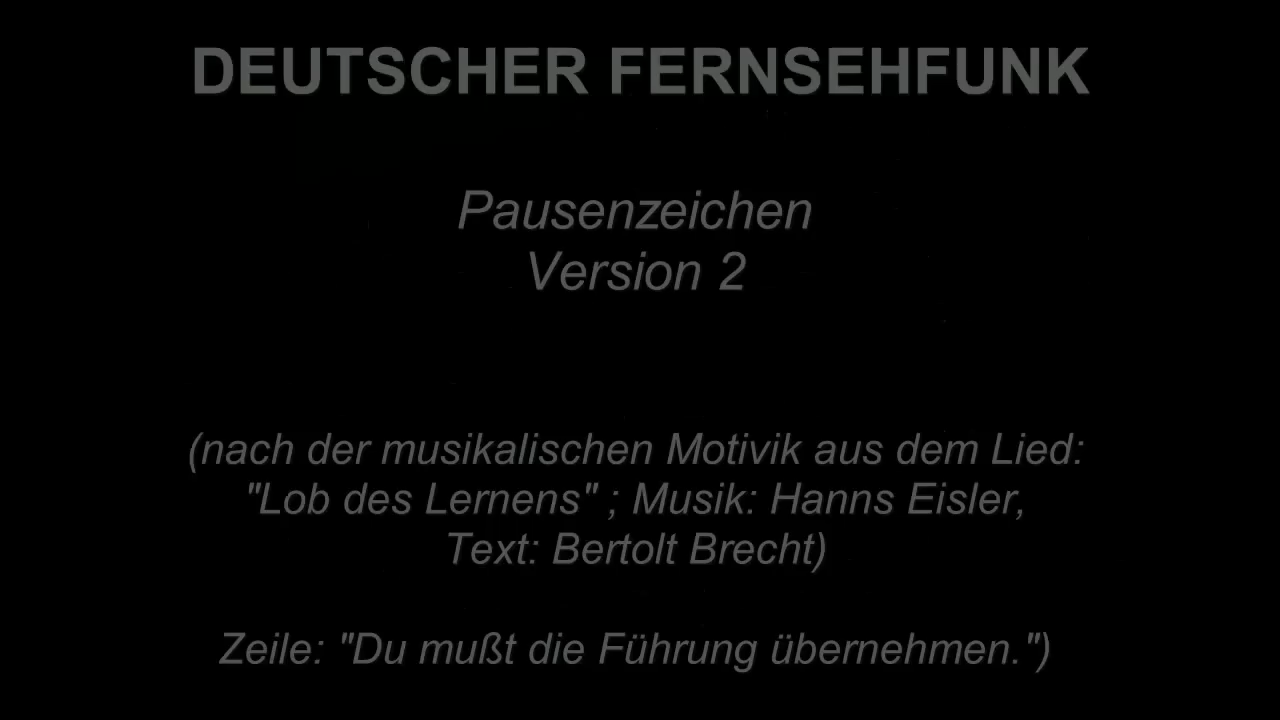 DEUTSCHER FERNSEHFUNK
Pausenzeichen
Version 2
(nach der musikalischen Motivik aus dem Lied:
"Lob des Lernens" ; Musik: Hanns Eisler,
Text: Bertolt Brecht)
Zeile: "Du mußt die Führung übernehmen.")